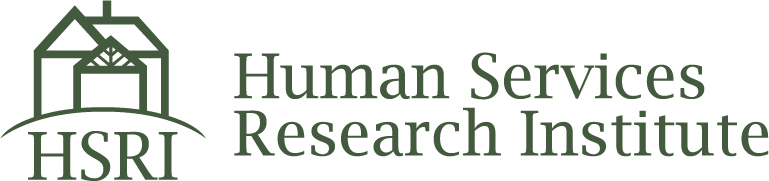 HSRI
Human Services
Research Institute